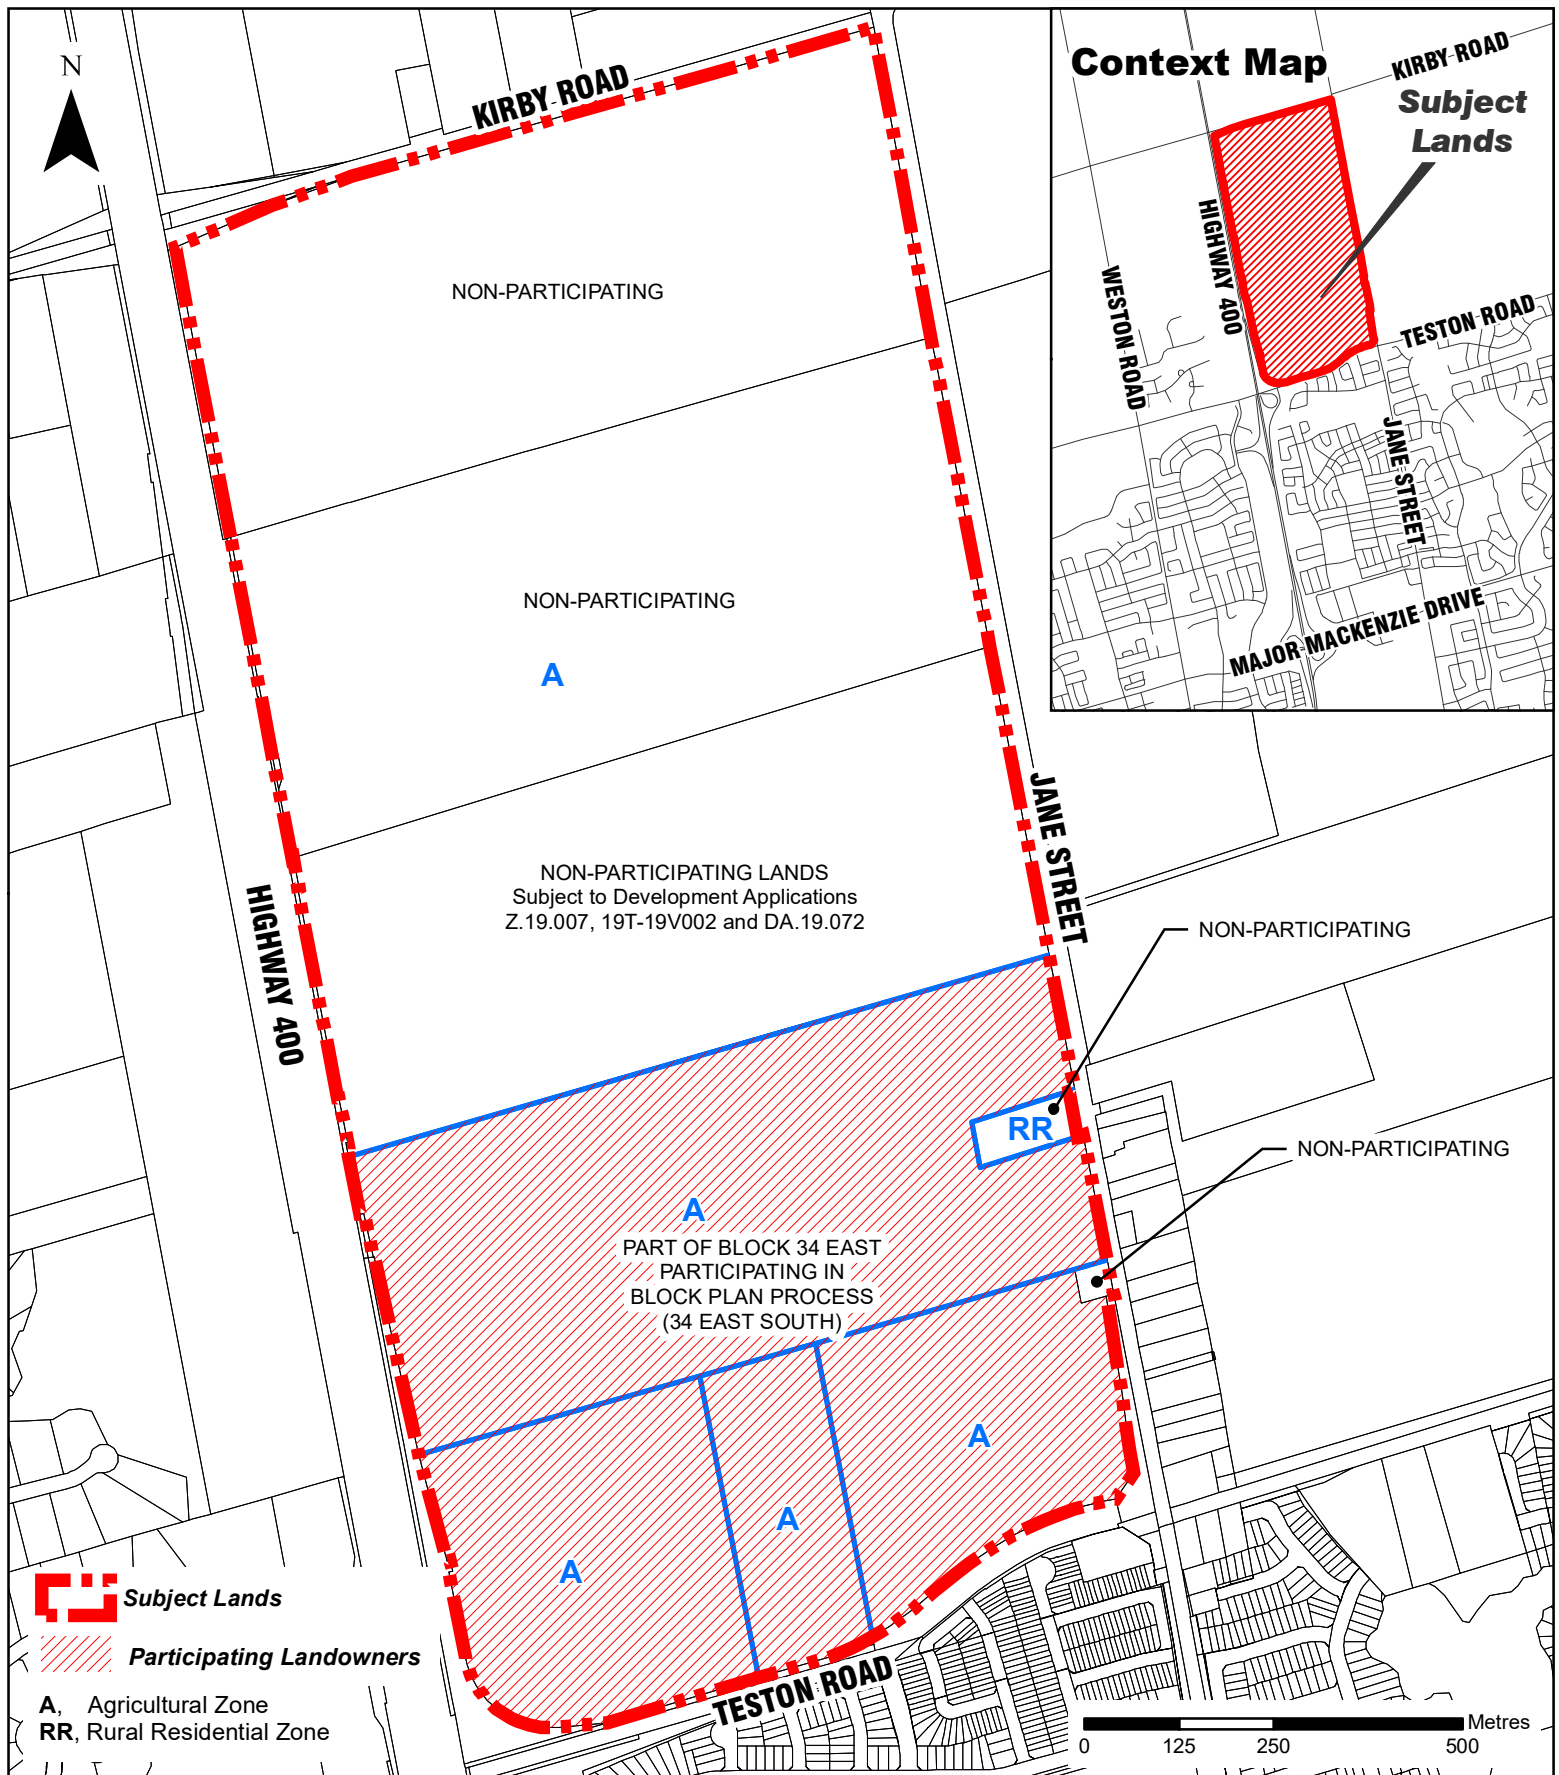 N
KIRBY ROAD
NON-PARTICIPATING
NON-PARTICIPATING
A
NON-PARTICIPATING LANDS
Subject to Development Applications
Z.19.007, 19T-19V002 and DA.19.072
HIGHWAY 400
JANE STREET
NON-PARTICIPATING
RR
NON-PARTICIPATING
A
PART OF BLOCK 34 EAST
PARTICIPATING IN
BLOCK PLAN PROCESS
(34 EAST SOUTH)
A
A
A
TESTON ROAD
Context Map
KIRBY ROAD
Subject
Lands
HIGHWAY 400
WESTON ROAD
TESTON ROAD
JANE STREET
MAJOR MACKENZIE DRIVE
Subject Lands
Participating Landowners
A, Agricultural Zone
RR, Rural Residential Zone
Metres
0 125 250 500